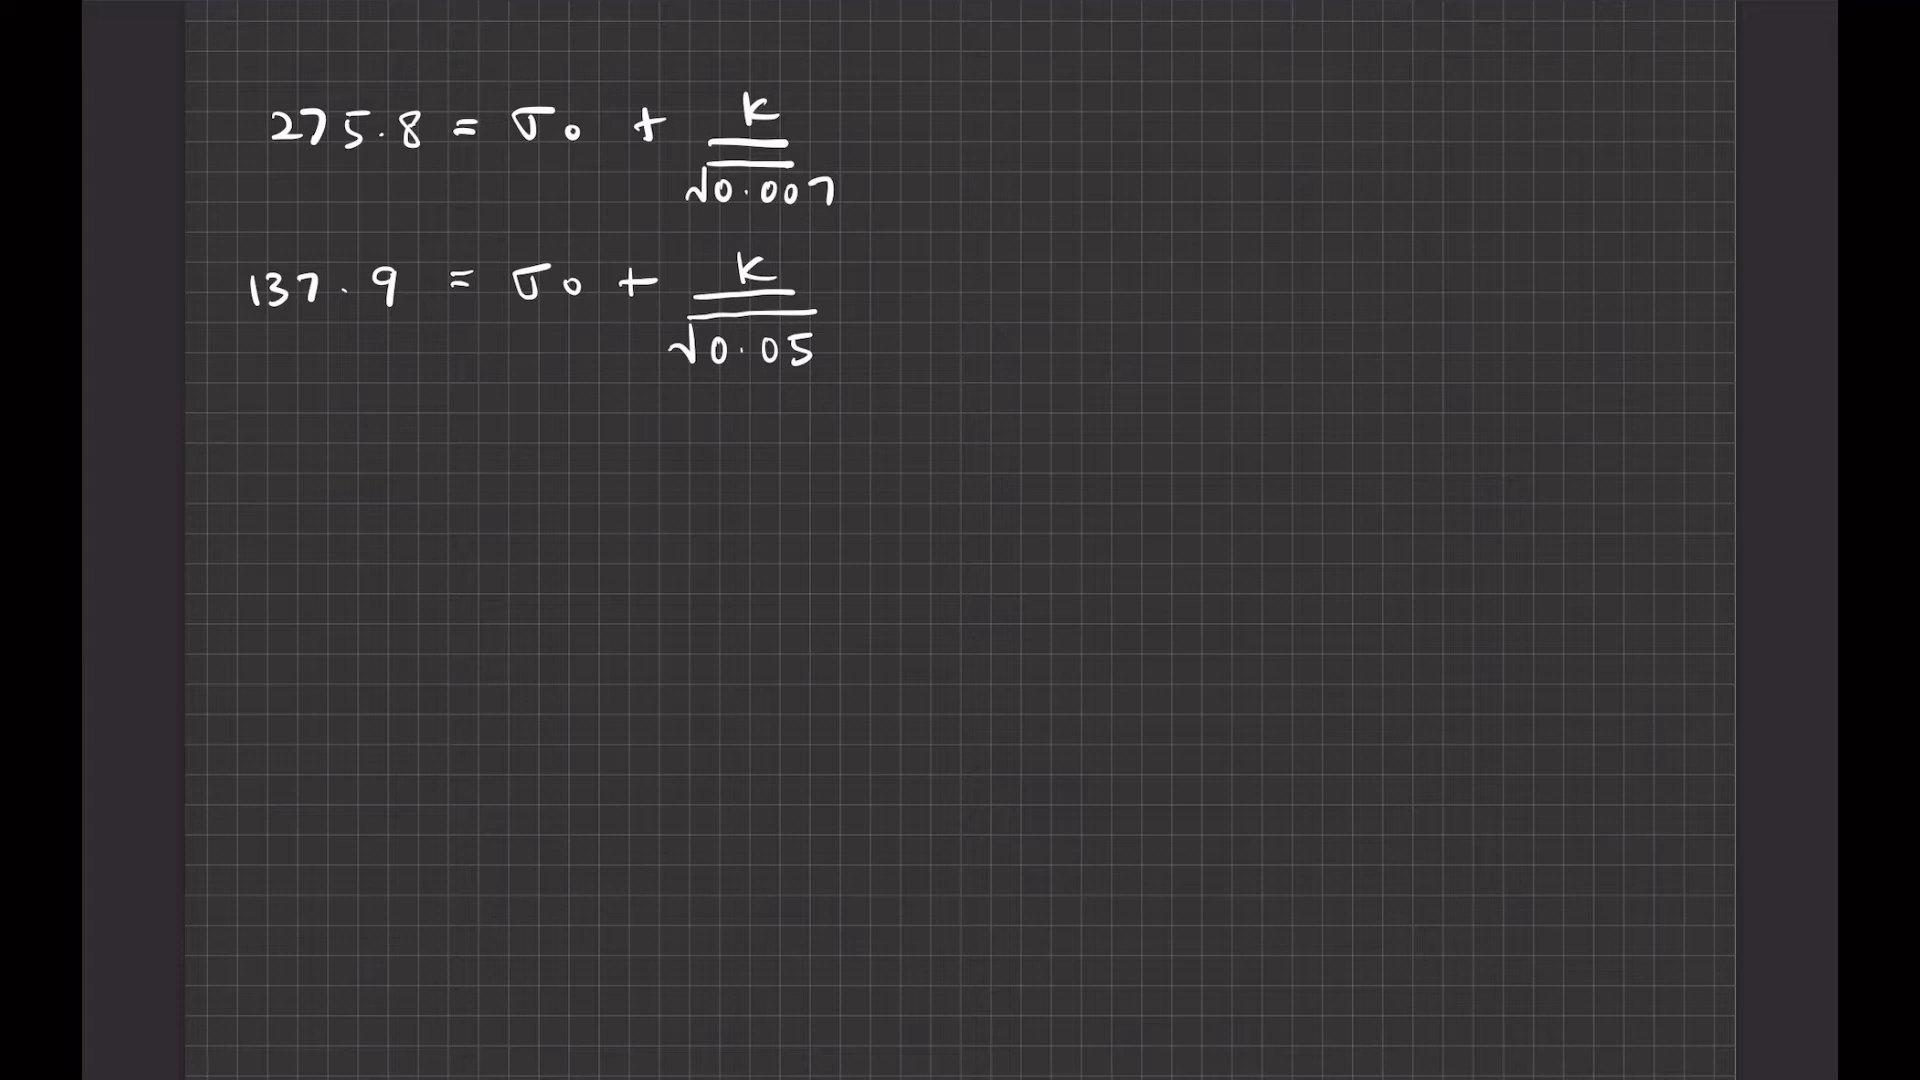 275.8 = σ₀ + K/√0.007
137.9 = σ₀ + K/√0.05